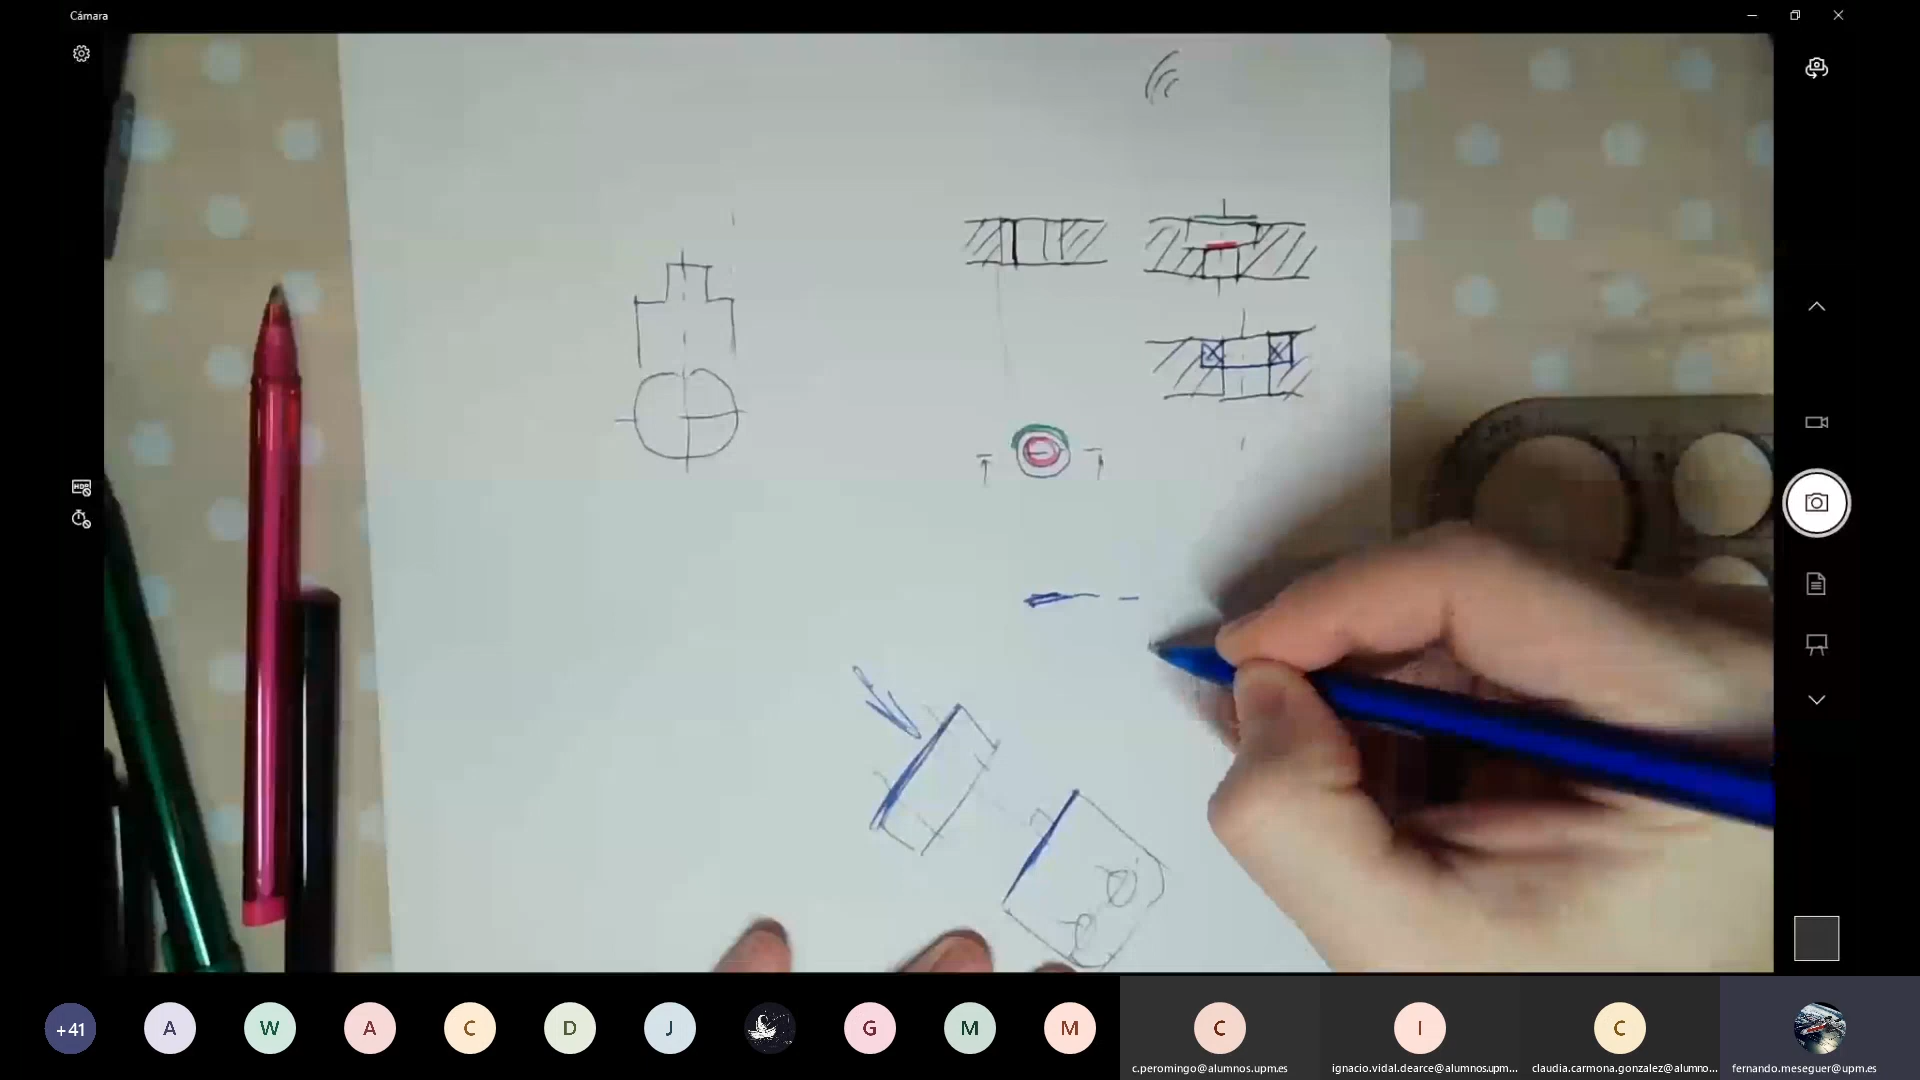 Cámara
HDR
+41
A
W
A
C
D
J
G
M
M
C
I
C
c.peromingo@alumnos.upm.es
ignacio.vidal.dearce@alumnos.upm...
claudia.carmona.gonzalez@alumno...
fernando.meseguer@upm.es